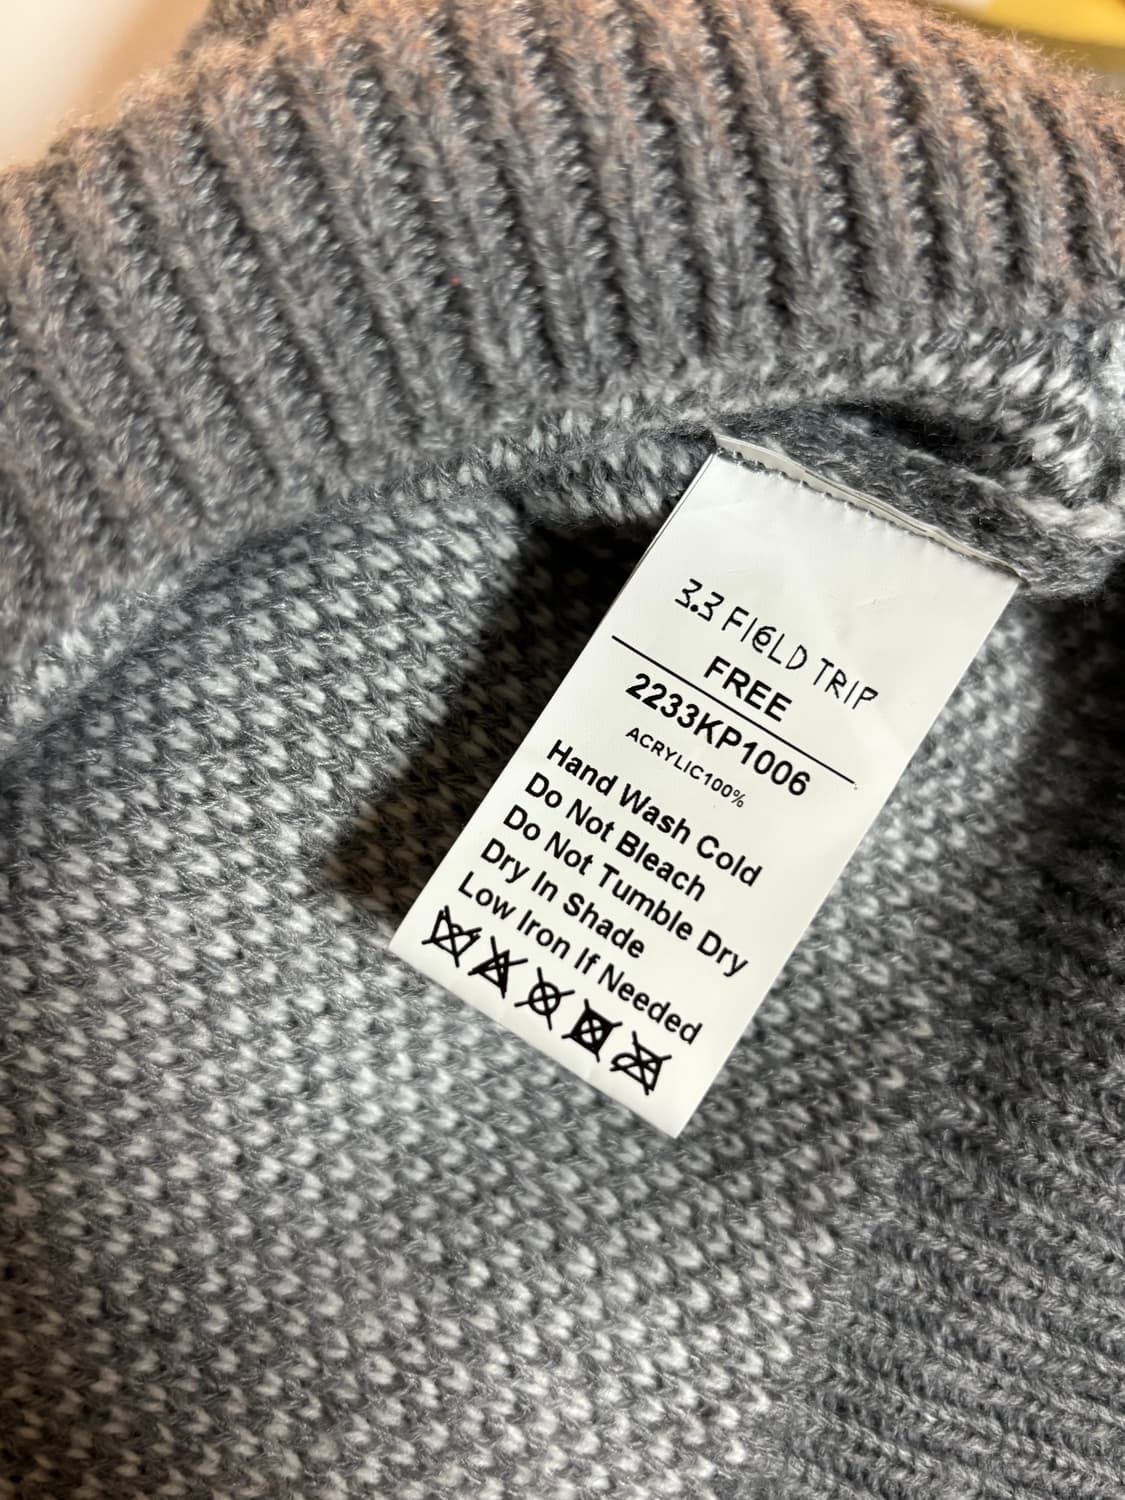 3.3 FIELD TRIP
FREE
2233KP1006
ACRYLIC100%
Hand Wash Cold
Do Not Bleach
Do Not Tumble Dry
Dry In Shade
Low Iron If Needed